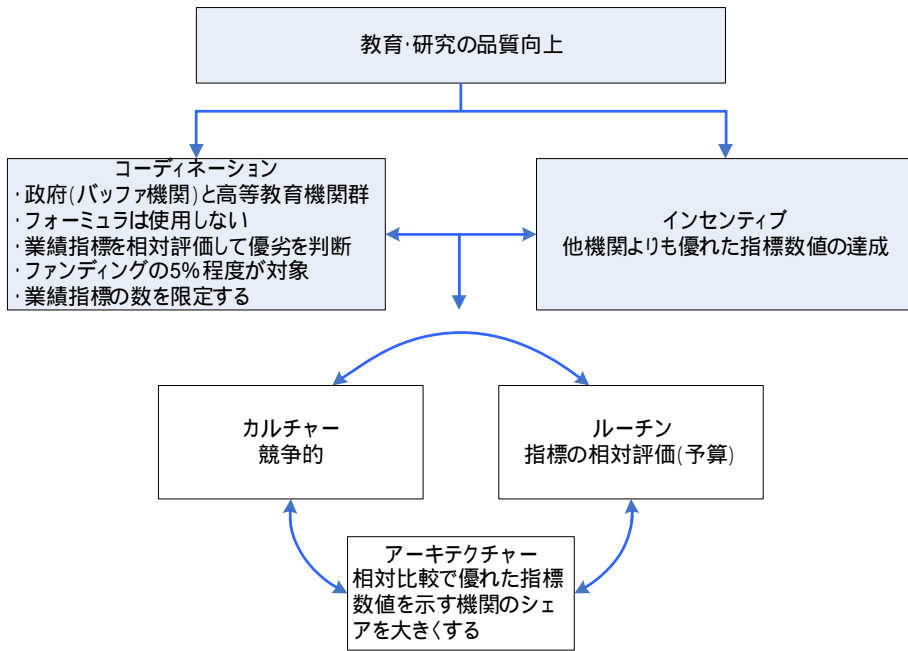 教育･研究の品質向上
コーディネーション
･政府(バッファ機関)と高等教育機関群
･フォーミュラは使用しない
･業績指標を相対評価して優劣を判断
･ファンディングの5%程度が対象
･業績指標の数を限定する
インセンティブ
他機関よりも優れた指標数値の達成
カルチャー
競争的
ルーチン
指標の相対評価(予算)
アーキテクチャー
相対比較で優れた指標
数値を示す機関のシェ
アを大きくする